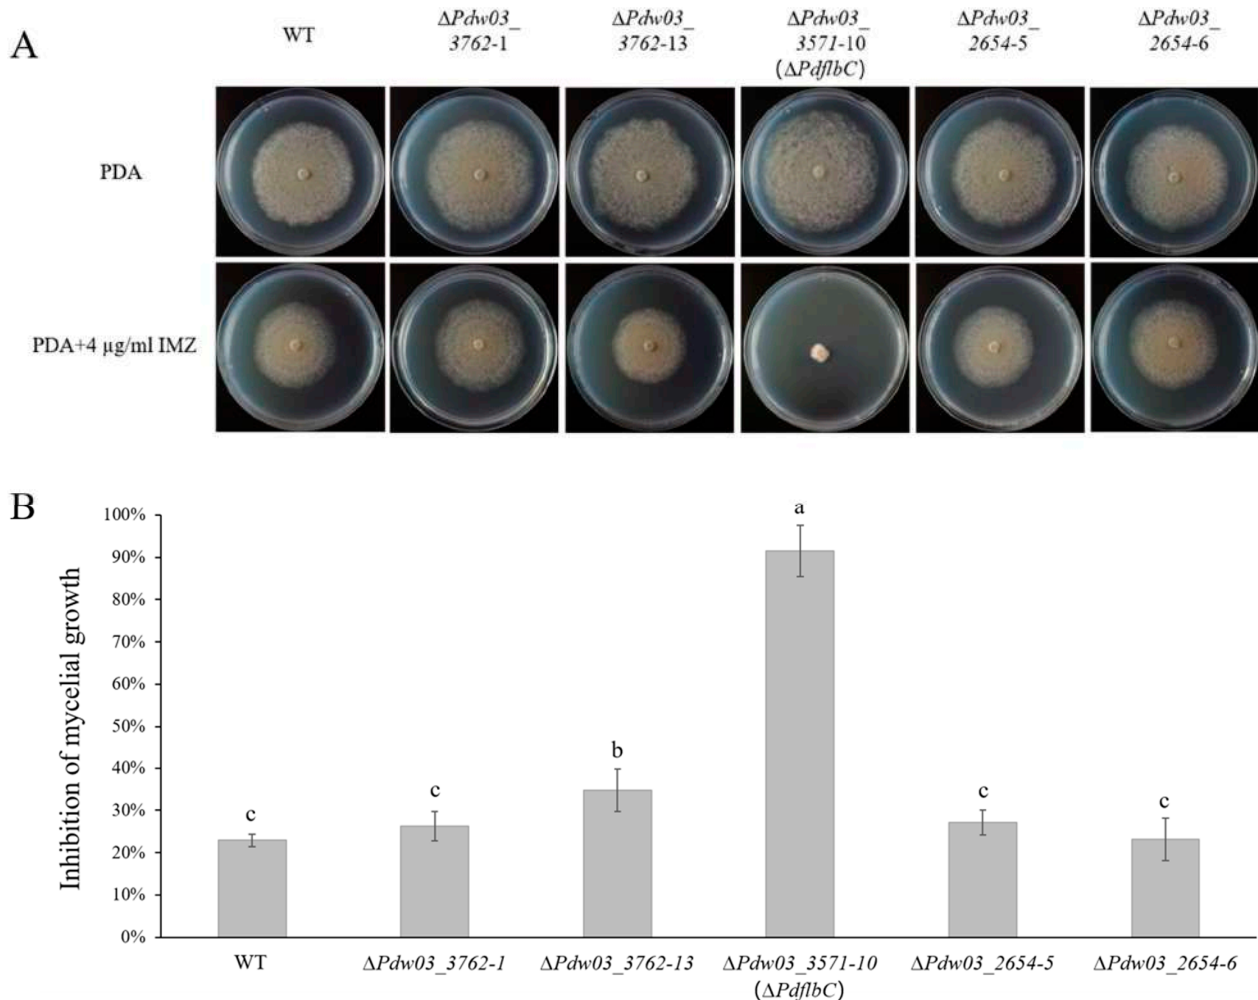 A
WT
ΔPdw03_
3762-1
ΔPdw03_
3762-13
ΔPdw03_
3571-10
(ΔPdflbC)
ΔPdw03_
2654-5
ΔPdw03_
2654-6
PDA
PDA+4 μg/ml IMZ
B
Inhibition of mycelial growth
100%
90%
80%
70%
60%
50%
40%
30%
20%
10%
0%
c
c
b
a
c
c
WT
ΔPdw03_3762-1
ΔPdw03_3762-13
ΔPdw03_3571-10
(ΔPdflbC)
ΔPdw03_2654-5
ΔPdw03_2654-6